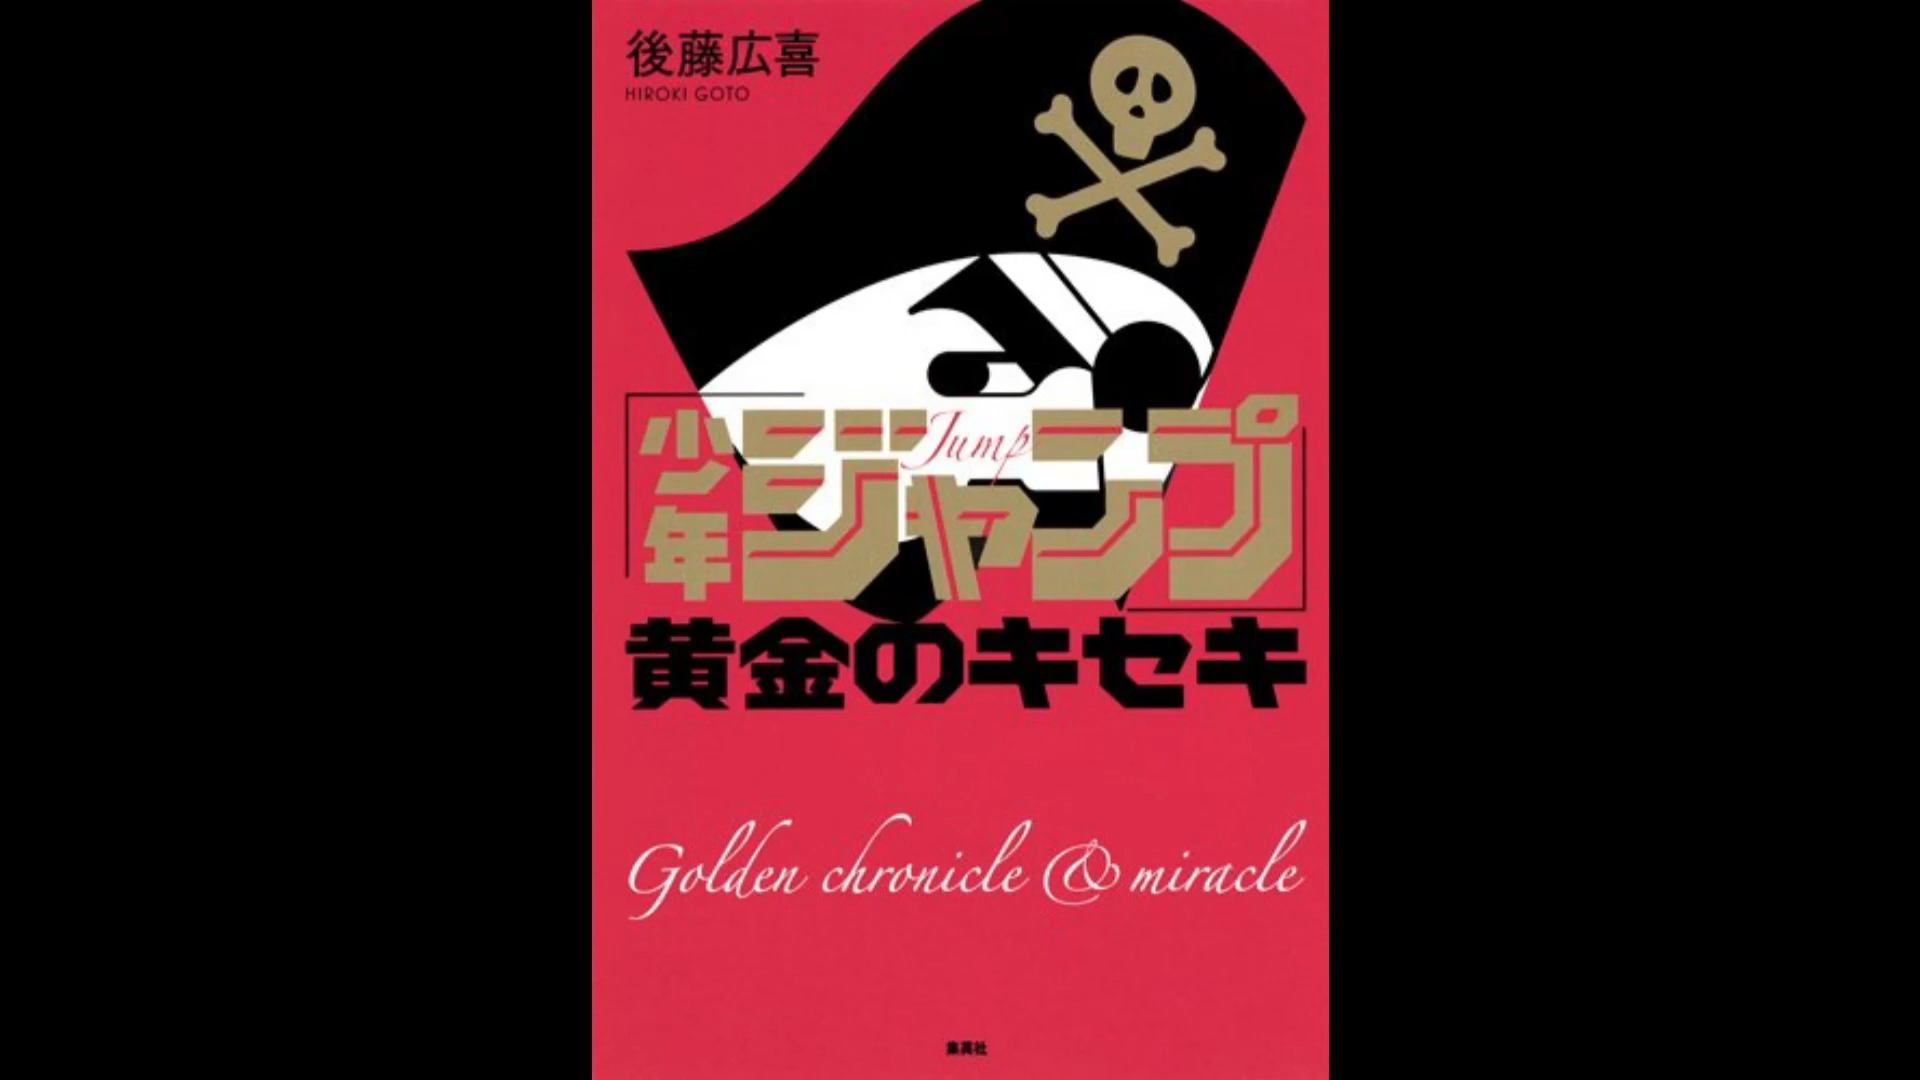 後藤広喜
HIROKI GOTO
「少年ジャンプ」
Jump
黄金のキセキ
Golden chronicle & miracle
集英社